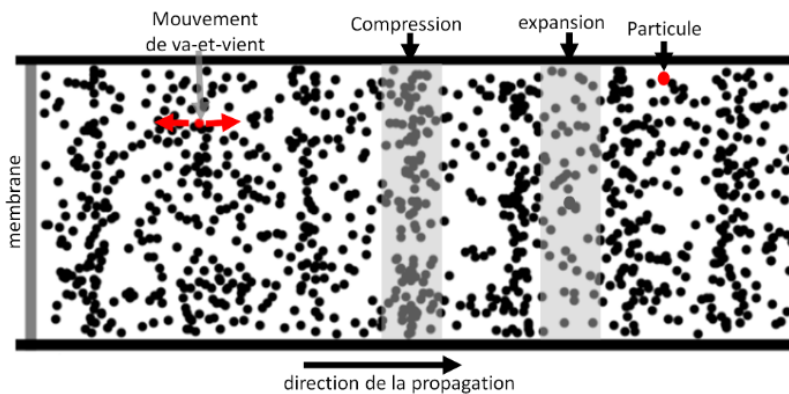 Mouvement
de va-et-vient
Compression
expansion
Particule
membrane
direction de la propagation